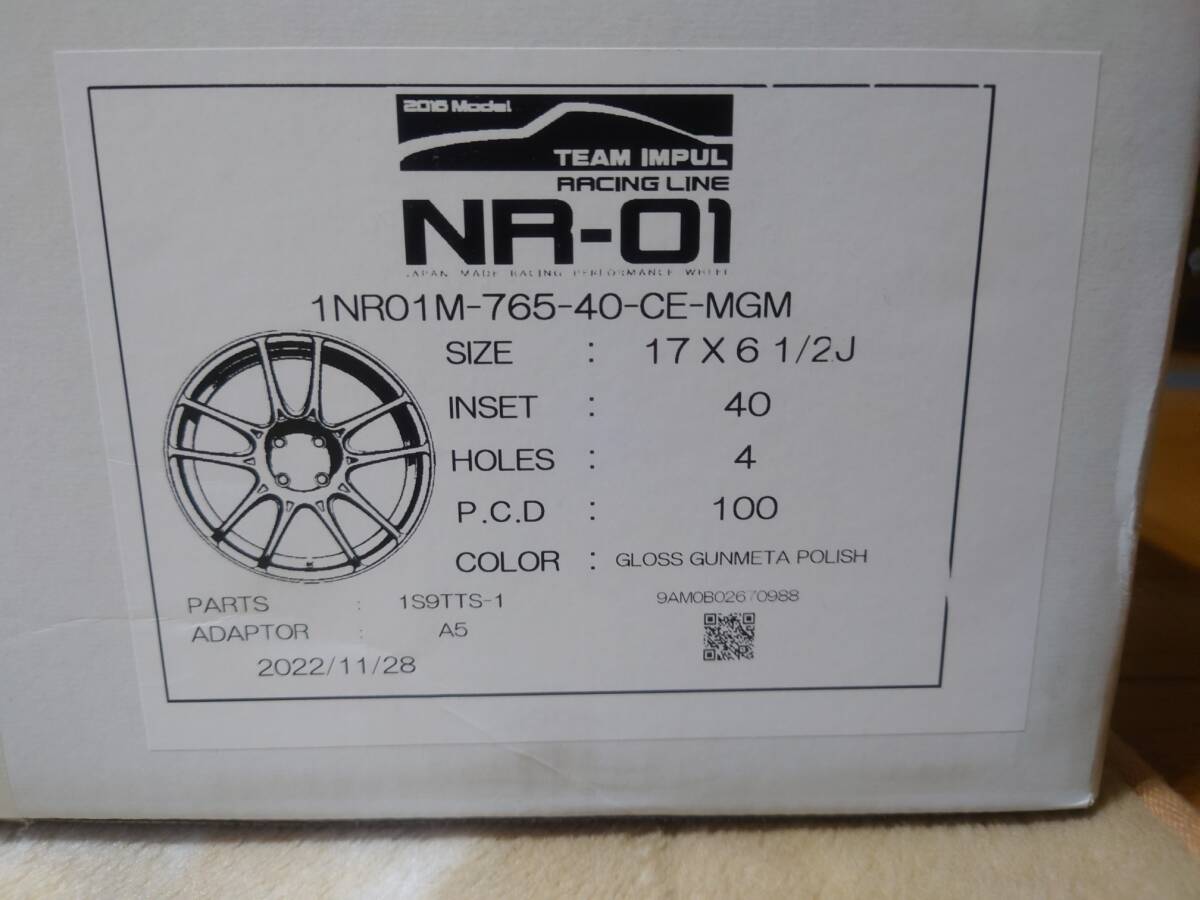 2016 Model
TEAM IMPUL
RACING LINE
NR-01
JAPAN MADE RACING PERFORMANCE WHEEL
1NR01M-765-40-CE-MGM
SIZE : 17 X 6 1/2J
INSET : 40
HOLES : 4
P.C.D : 100
COLOR : GLOSS GUNMETA POLISH
PARTS : 1S9TTS-1
9AM0B02670988
ADAPTOR : A5
2022/11/28